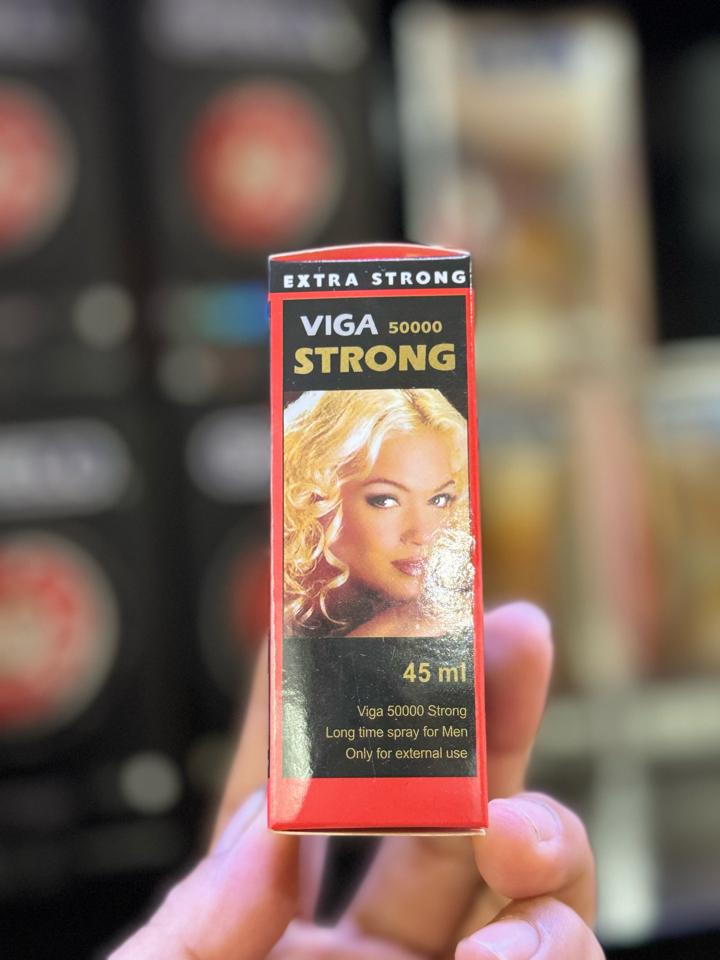 EXTRA STRONG
VIGA 50000
STRONG
45 ml
Viga 50000 Strong
Long time spray for Men
Only for external use